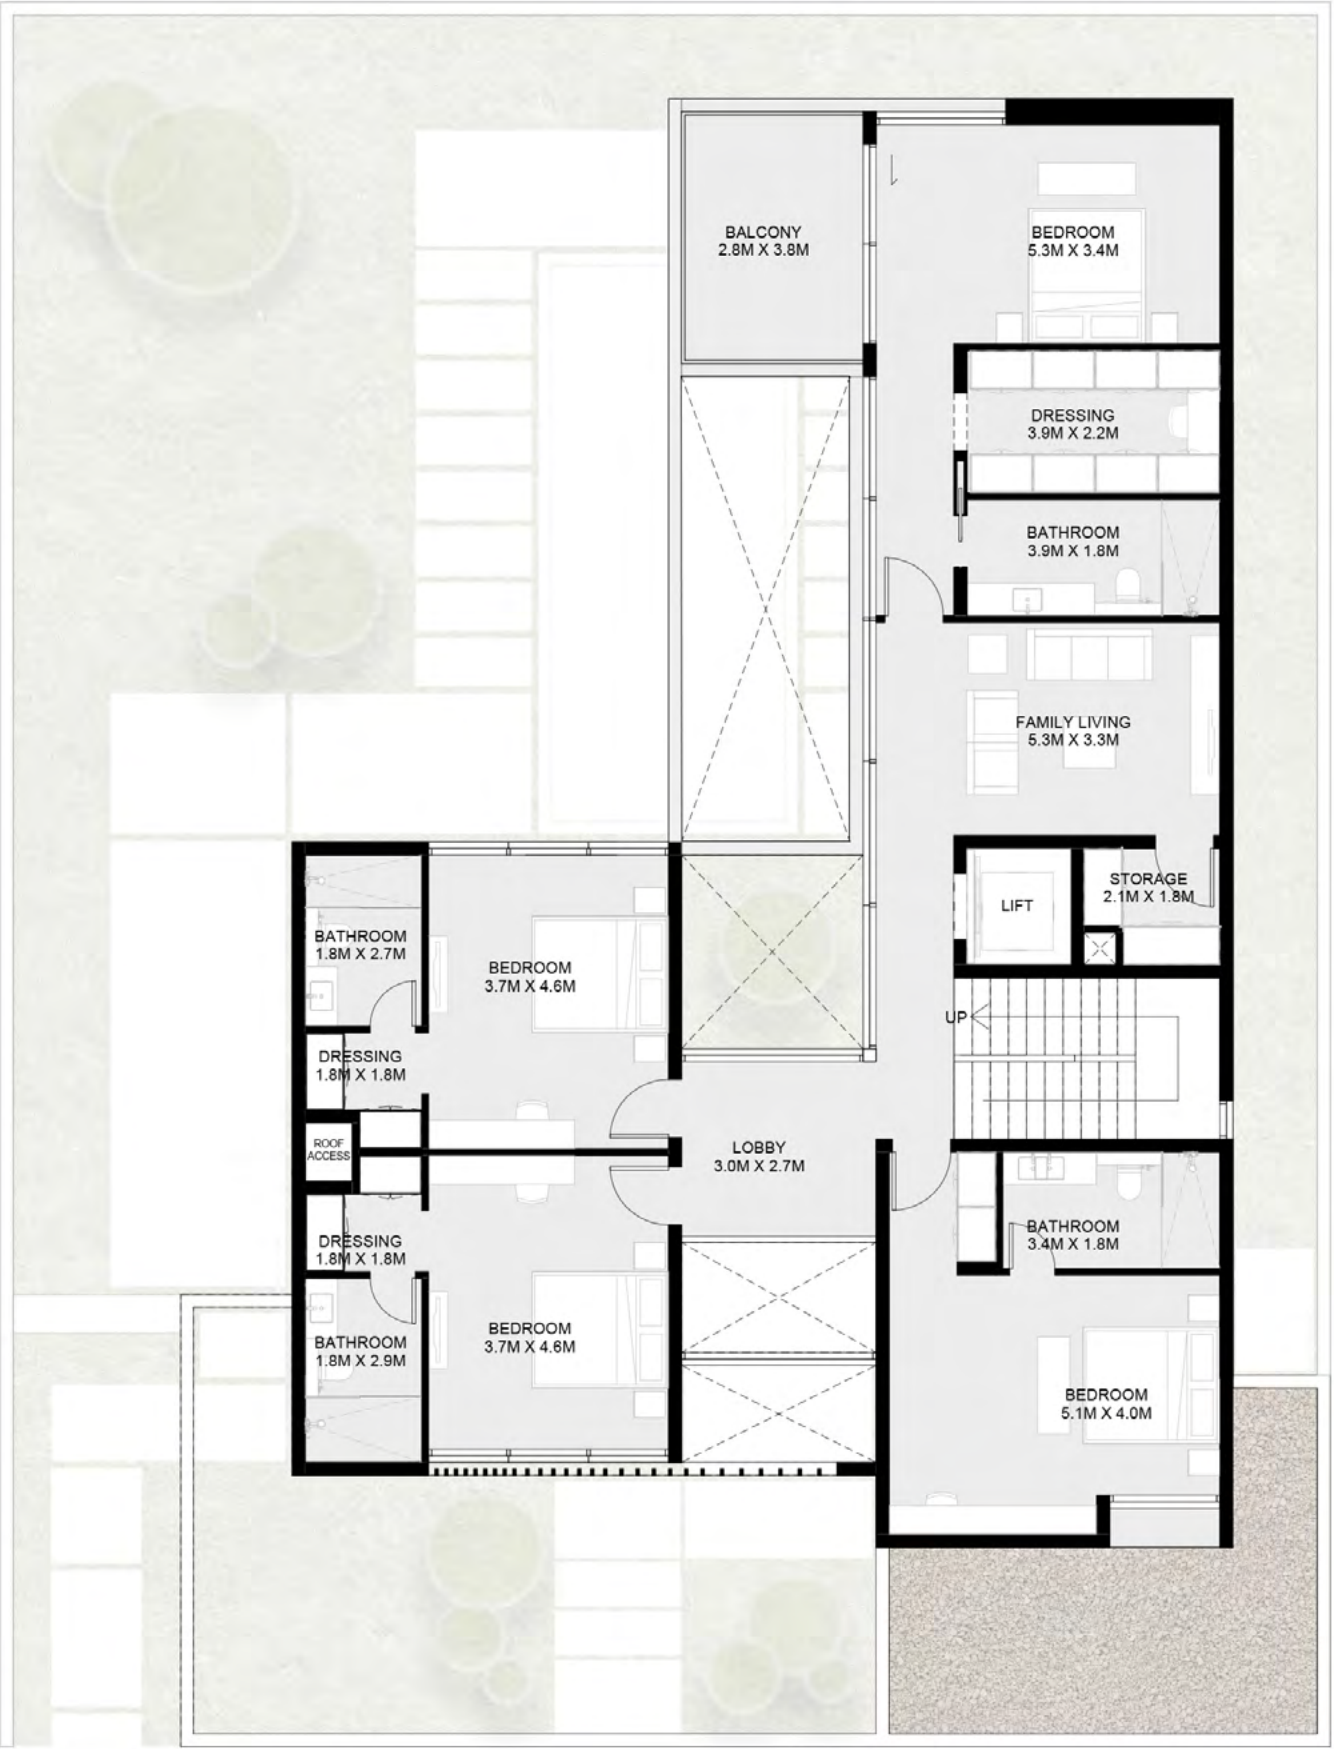 BALCONY
2.8M X 3.8M
BEDROOM
5.3M X 3.4M
DRESSING
3.9M X 2.2M
BATHROOM
3.9M X 1.8M
FAMILY LIVING
5.3M X 3.3M
STORAGE
2.1M X 1.8M
LIFT
BATHROOM
1.8M X 2.7M
BEDROOM
3.7M X 4.6M
UP
DRESSING
1.8M X 1.8M
ROOF
ACCESS
LOBBY
3.0M X 2.7M
DRESSING
1.8M X 1.8M
BATHROOM
3.4M X 1.8M
BATHROOM
1.8M X 2.9M
BEDROOM
3.7M X 4.6M
BEDROOM
5.1M X 4.0M